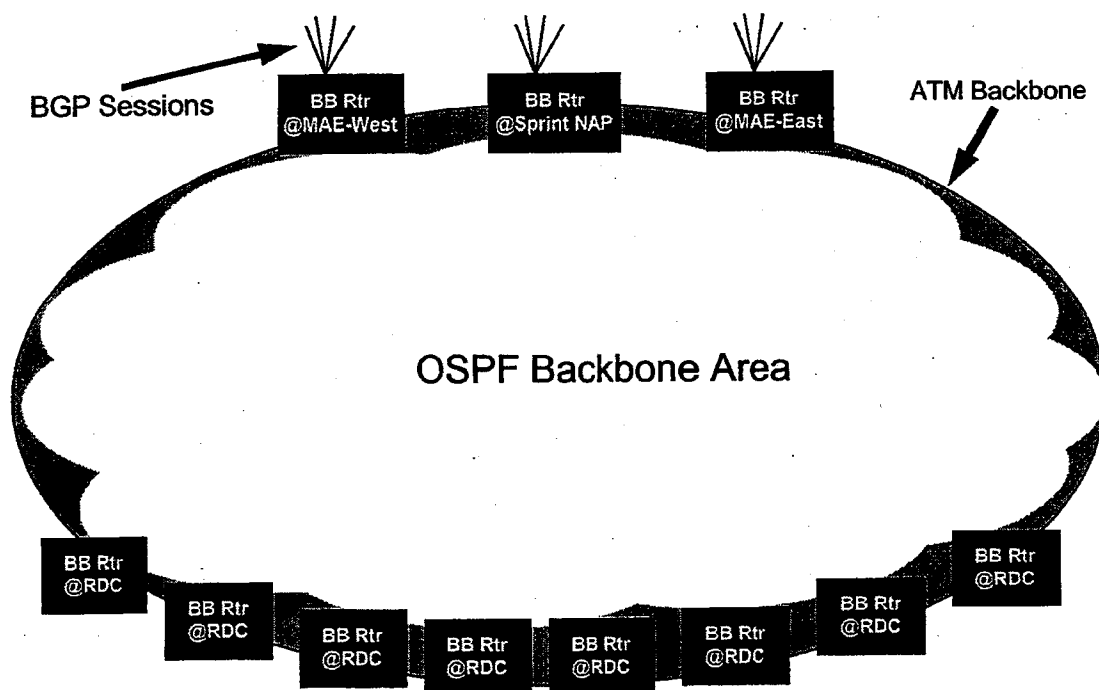 BGP Sessions
BB Rtr
@MAE-West
BB Rtr
@Sprint NAP
BB Rtr
@MAE-East
ATM Backbone
OSPF Backbone Area
BB Rtr
@RDC
BB Rtr
@RDC
BB Rtr
@RDC
BB Rtr
@RDC
BB Rtr
@RDC
BB Rtr
@RDC
BB Rtr
@RDC
BB Rtr
@RDC